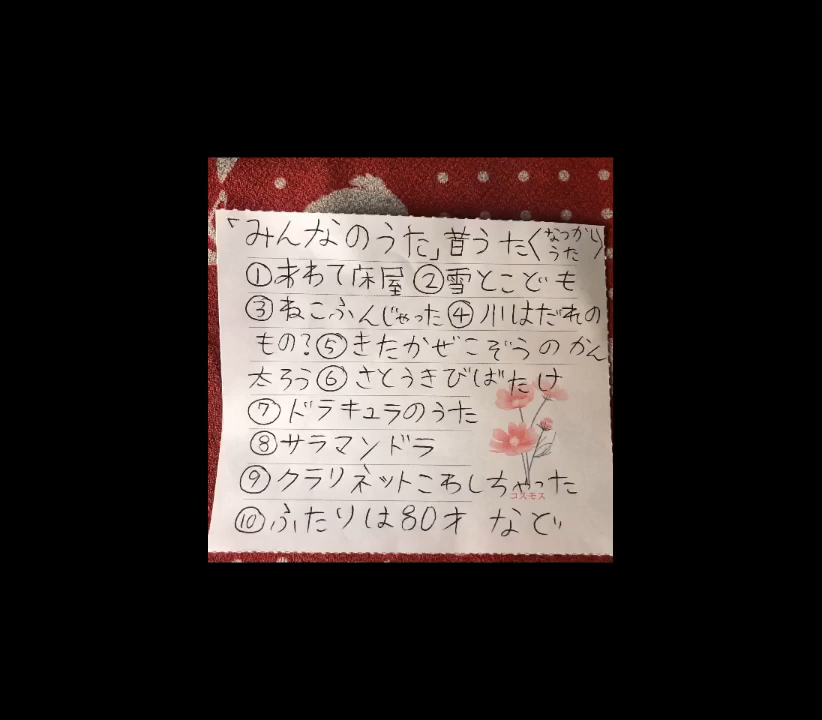 「みんなのうた」昔うた(なつかしうた)
①あわて床屋②雪とこども
③ねこふんじゃった④川はだれの
もの?⑤きたかぜこぞうのかん
太ろう⑥さとうきびばたけ
⑦ドラキュラのうた
⑧サラマンドラ
⑨クラリネットこわしちゃった
コスモス
⑩ふたりは80才 など